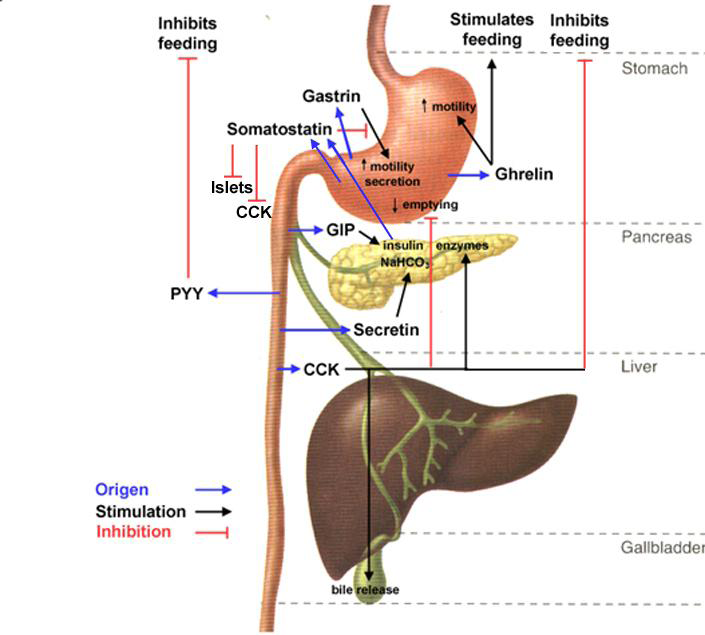 Inhibits
feeding
Stimulates
feeding
Inhibits
feeding
Stomach
Gastrin
↑ motility
Somatostatin
↑ motility
secretion
Ghrelin
Islets
CCK
↓ emptying
GIP
Pancreas
insulin
enzymes
NaHCO₃
PYY
Secretin
CCK
Liver
Origen
Stimulation
Inhibition
Gallbladder
bile release